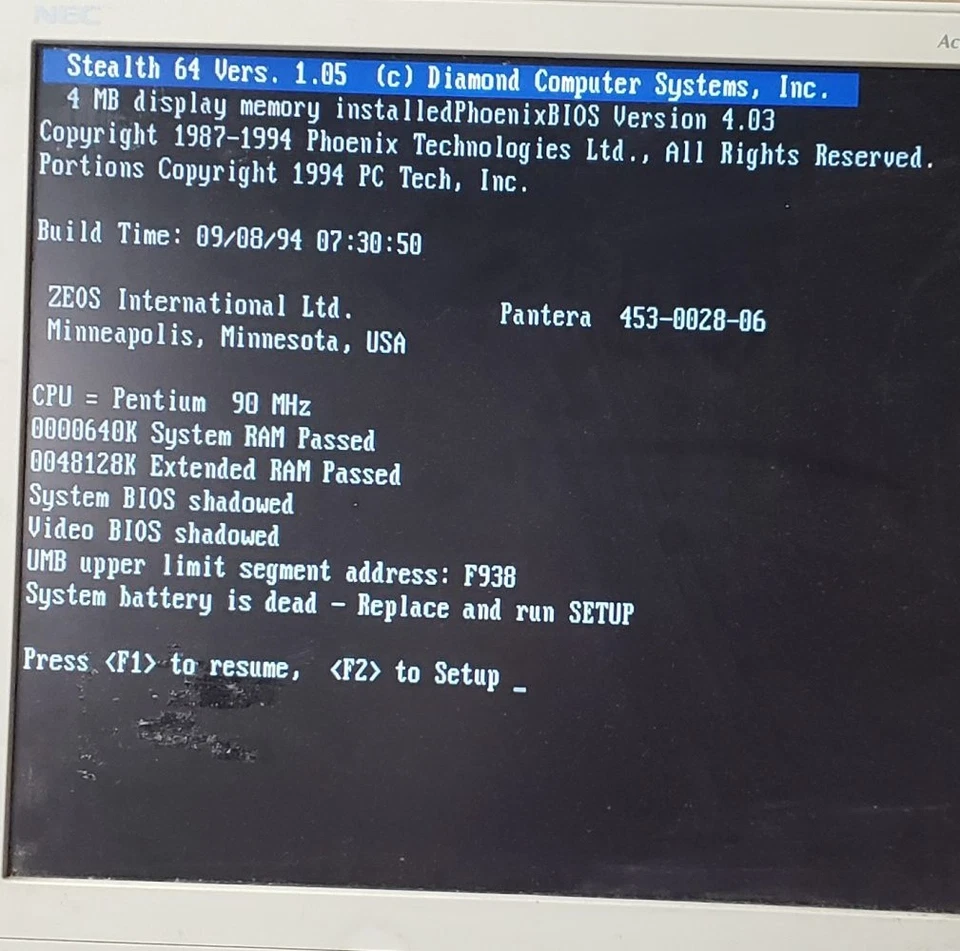 NEC
Ac
Stealth 64 Vers. 1.05 (c) Diamond Computer Systems, Inc.
4 MB display memory installedPhoenixBIOS Version 4.03
Copyright 1987-1994 Phoenix Technologies Ltd., All Rights Reserved.
Portions Copyright 1994 PC Tech, Inc.
Build Time: 09/08/94 07:30:50
ZEOS International Ltd. Pantera 453-0028-06
Minneapolis, Minnesota, USA
CPU = Pentium 90 MHz
0000640K System RAM Passed
0048128K Extended RAM Passed
System BIOS shadowed
Video BIOS shadowed
UMB upper limit segment address: F938
System battery is dead - Replace and run SETUP
Press <F1> to resume, <F2> to Setup _